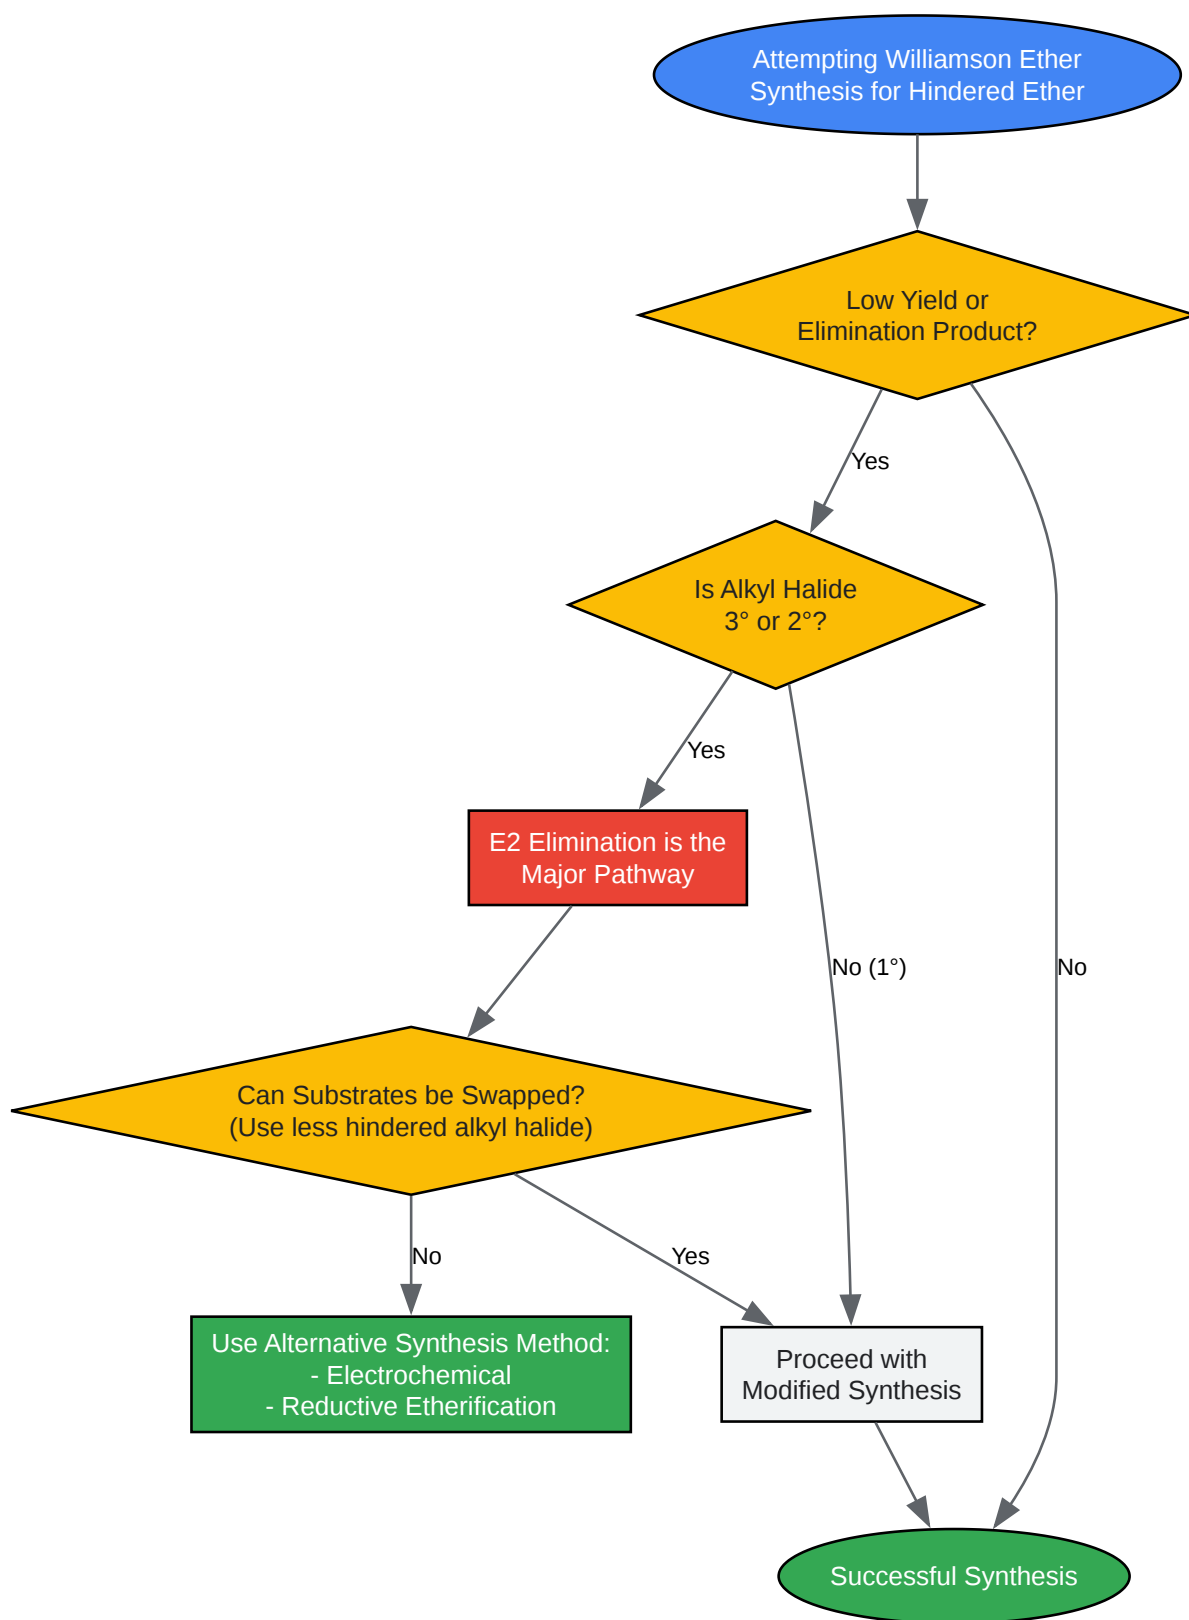 Attempting Williamson Ether
Synthesis for Hindered Ether
Low Yield or
Elimination Product?
Yes
Is Alkyl Halide
3° or 2°?
Yes
E2 Elimination is the
Major Pathway
No (1°)
No
Can Substrates be Swapped?
(Use less hindered alkyl halide)
No
Yes
Use Alternative Synthesis Method:
- Electrochemical
- Reductive Etherification
Proceed with
Modified Synthesis
Successful Synthesis